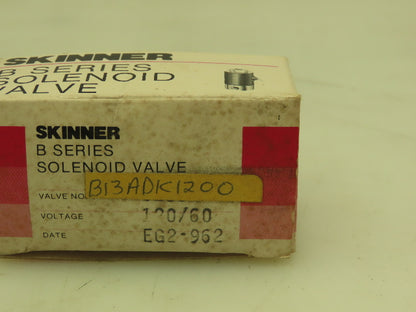 SKINNER
B SERIES
SOLENOID
VALVE
SKINNER
B SERIES
SOLENOID VALVE
VALVE NO. B13ADK1200
VOLTAGE 120/60
DATE EG2-962